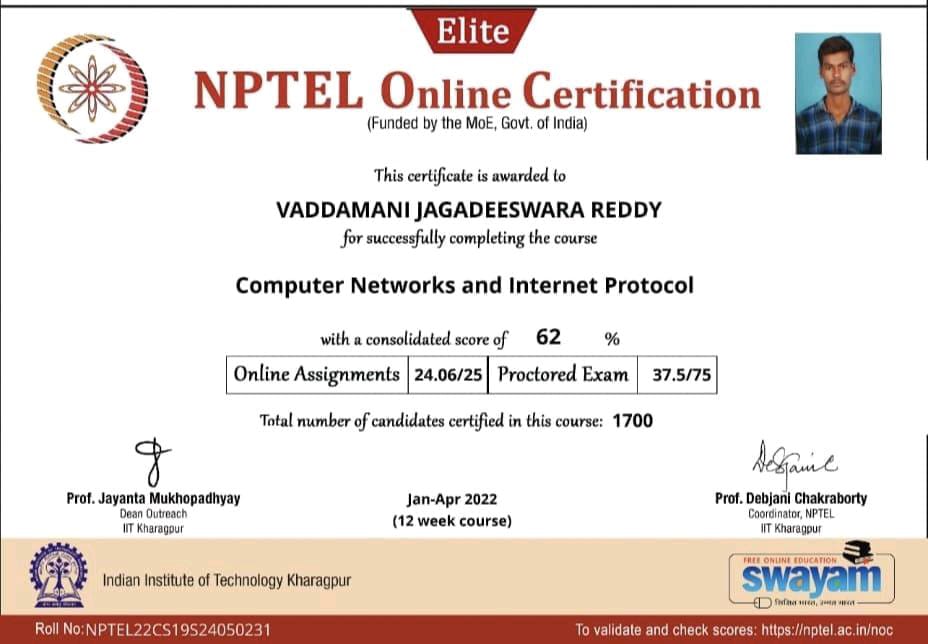 Elite
NPTEL Online Certification
(Funded by the MoE, Govt. of India)
This certificate is awarded to
VADDAMANI JAGADEESWARA REDDY
for successfully completing the course
Computer Networks and Internet Protocol
with a consolidated score of 62 %
Online Assignments 24.06/25 Proctored Exam 37.5/75
Total number of candidates certified in this course: 1700
Prof. Jayanta Mukhopadhyay
Dean Outreach
IIT Kharagpur
Jan-Apr 2022
(12 week course)
Prof. Debjani Chakraborty
Coordinator, NPTEL
IIT Kharagpur
Indian Institute of Technology Kharagpur
FREE ONLINE EDUCATION
swayam
शिक्षित भारत, उन्नत भारत
Roll No:NPTEL22CS19S24050231
To validate and check scores: https://nptel.ac.in/noc